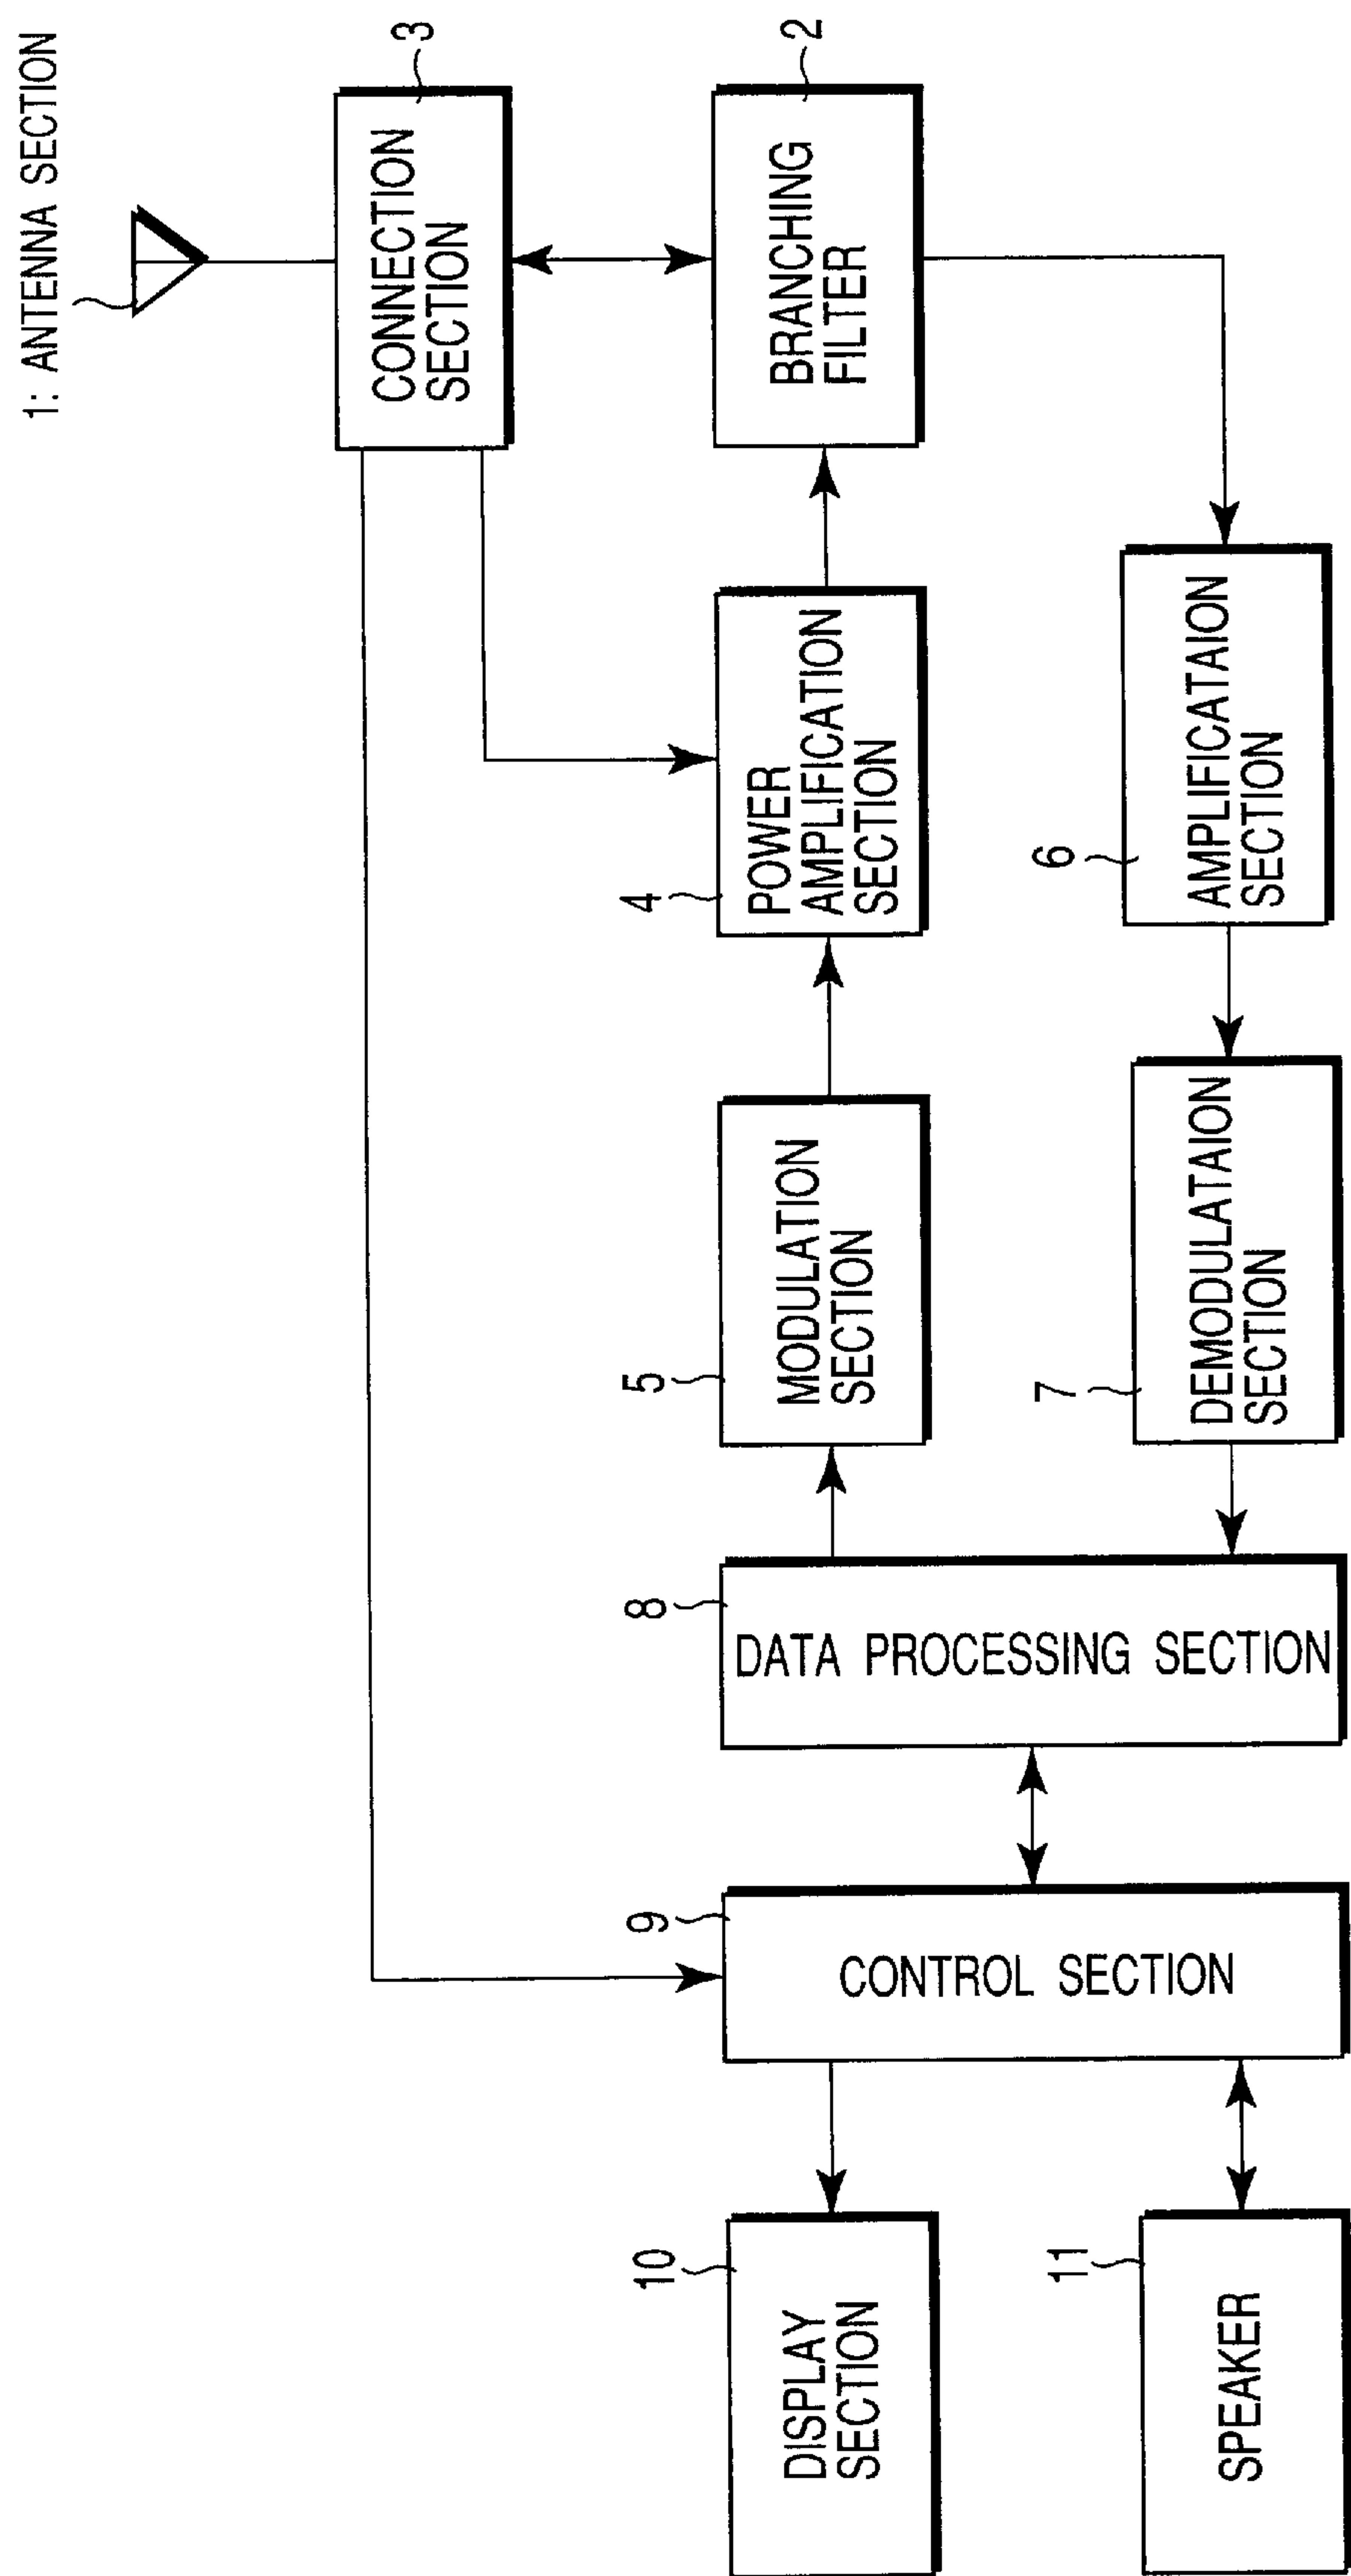 1: ANTENNA SECTION
3
CONNECTION
SECTION
2
BRANCHING
FILTER
4
POWER
AMPLIFICATION
SECTION
6
AMPLIFICATAION
SECTION
5
MODULATION
SECTION
7
DEMODULATAION
SECTION
8
DATA PROCESSING SECTION
9
CONTROL SECTION
10
DISPLAY
SECTION
11
SPEAKER